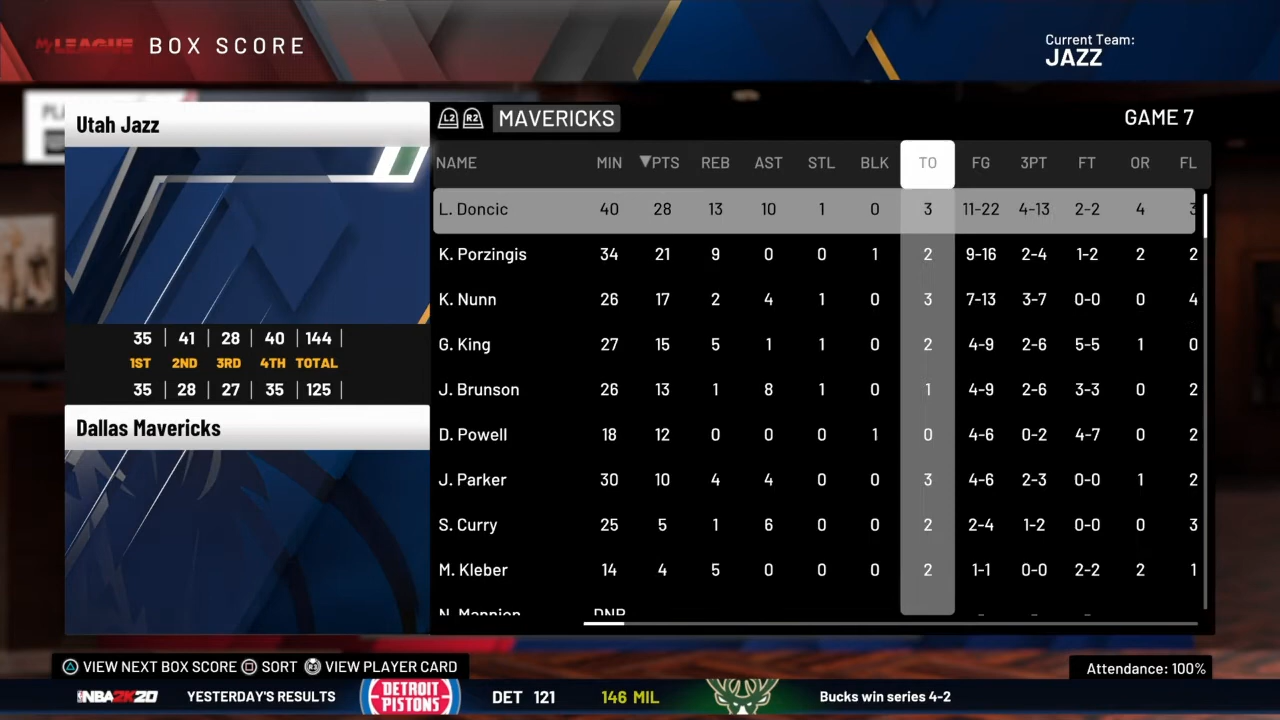 MyLEAGUE BOX SCORE
Current Team:
JAZZ
Utah Jazz
35 | 41 | 28 | 40 | 144 |
1ST 2ND 3RD 4TH TOTAL
35 | 28 | 27 | 35 | 125 |
Dallas Mavericks
L2 R2 MAVERICKS GAME 7
NAME MIN ▼PTS REB AST STL BLK TO FG 3PT FT OR FL
L. Doncic 40 28 13 10 1 0 3 11-22 4-13 2-2 4 3
K. Porzingis 34 21 9 0 0 1 2 9-16 2-4 1-2 2 2
K. Nunn 26 17 2 4 1 0 3 7-13 3-7 0-0 0 4
G. King 27 15 5 1 1 0 2 4-9 2-6 5-5 1 0
J. Brunson 26 13 1 8 1 0 1 4-9 2-6 3-3 0 2
D. Powell 18 12 0 0 0 1 0 4-6 0-2 4-7 0 2
J. Parker 30 10 4 4 0 0 3 4-6 2-3 0-0 1 2
S. Curry 25 5 1 6 0 0 2 2-4 1-2 0-0 0 3
M. Kleber 14 4 5 0 0 0 2 1-1 0-0 2-2 2 1
N. Mannion DNP - - -
VIEW NEXT BOX SCORE SORT R3 VIEW PLAYER CARD
Attendance: 100%
NBA2K20 YESTERDAY'S RESULTS DETROIT PISTONS DET 121 146 MIL Bucks win series 4-2